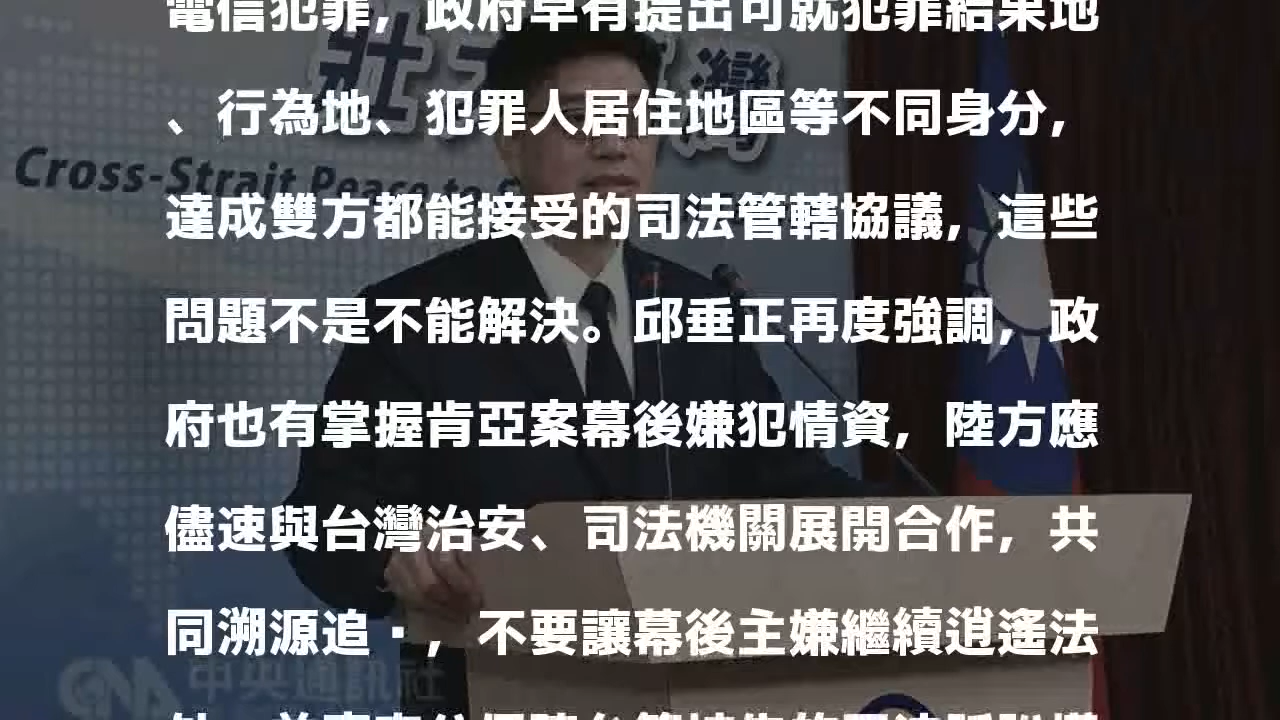 電信犯罪，政府早有提出可就犯罪結果地
、行為地、犯罪人居住地區等不同身分，
達成雙方都能接受的司法管轄協議，這些
問題不是不能解決。邱垂正再度強調，政
府也有掌握肯亞案幕後嫌犯情資，陸方應
儘速與台灣治安、司法機關展開合作，共
同溯源追·，不要讓幕後主嫌繼續逍遙法
壯 灣
Cross-Strait Peace to
CNA 中央通訊社